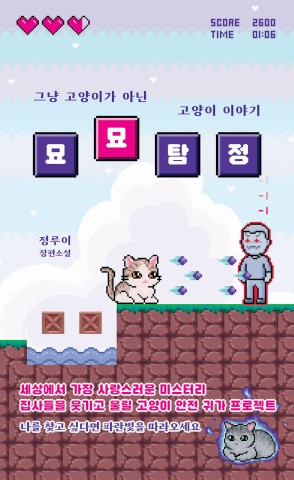 SCORE 2600
TIME 01:06
그냥 고양이가 아닌
고양이 이야기
묘 묘 탐 정
정루이
장편소설
세상에서 가장 사랑스러운 미스터리
집사들을 웃기고 울릴 고양이 안전 귀가 프로젝트
나를 찾고 싶다면 파란빛을 따라오세요